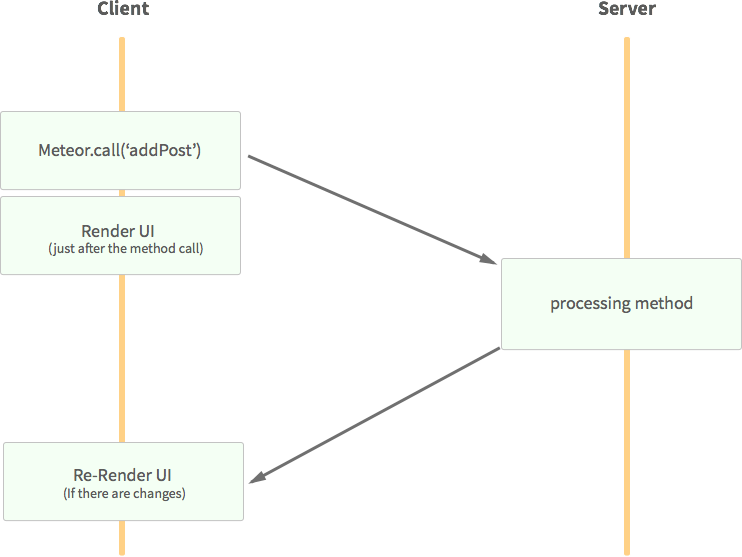 Client
Server
Meteor.call(‘addPost’)
Render UI
(just after the method call)
processing method
Re-Render UI
(If there are changes)